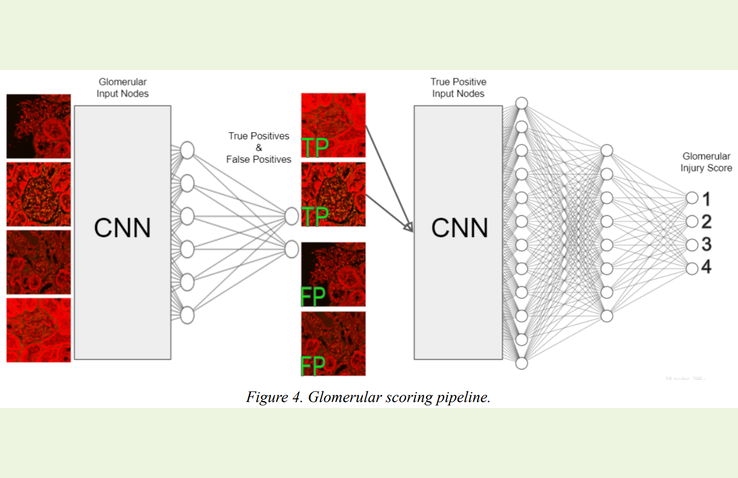 Glomerular
Input Nodes
CNN
True Positives
&
False Positives
TP
TP
FP
FP
True Positive
Input Nodes
CNN
Glomerular
Injury Score
1
2
3
4
Figure 4. Glomerular scoring pipeline.